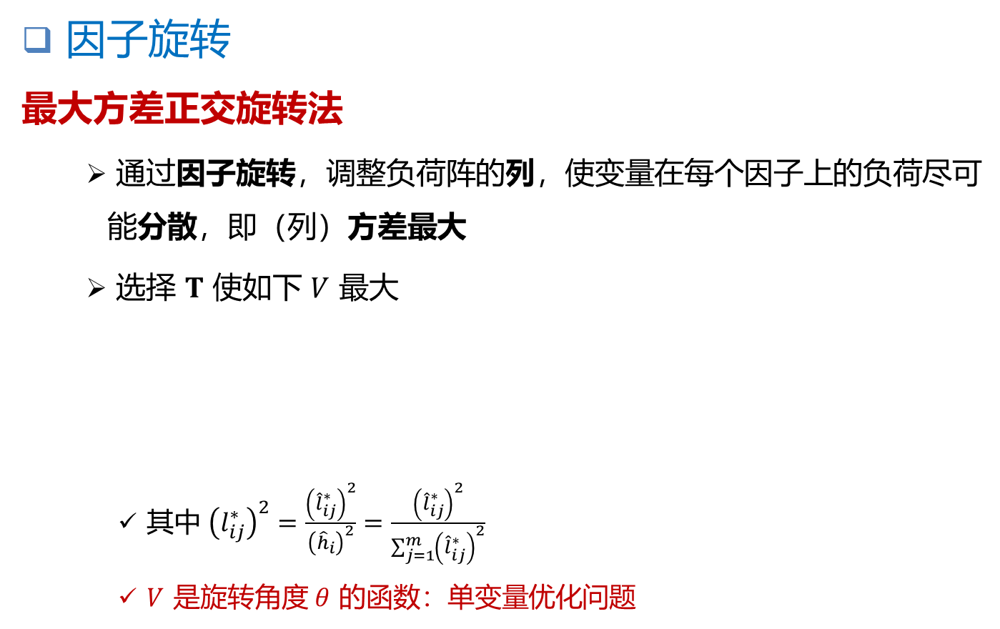 ❑ 因子旋转
最大方差正交旋转法
➢ 通过因子旋转，调整负荷阵的列，使变量在每个因子上的负荷尽可
能分散，即（列）方差最大
➢ 选择 T 使如下 V 最大
✓ 其中 $\left(l_{ij}^{*}\right)^2 = \frac{\left(\hat{l}_{ij}^{*}\right)^2}{\left(\hat{h}_i\right)^2} = \frac{\left(\hat{l}_{ij}^{*}\right)^2}{\sum_{j=1}^{m}\left(\hat{l}_{ij}^{*}\right)^2}$
✓ V 是旋转角度 θ 的函数：单变量优化问题